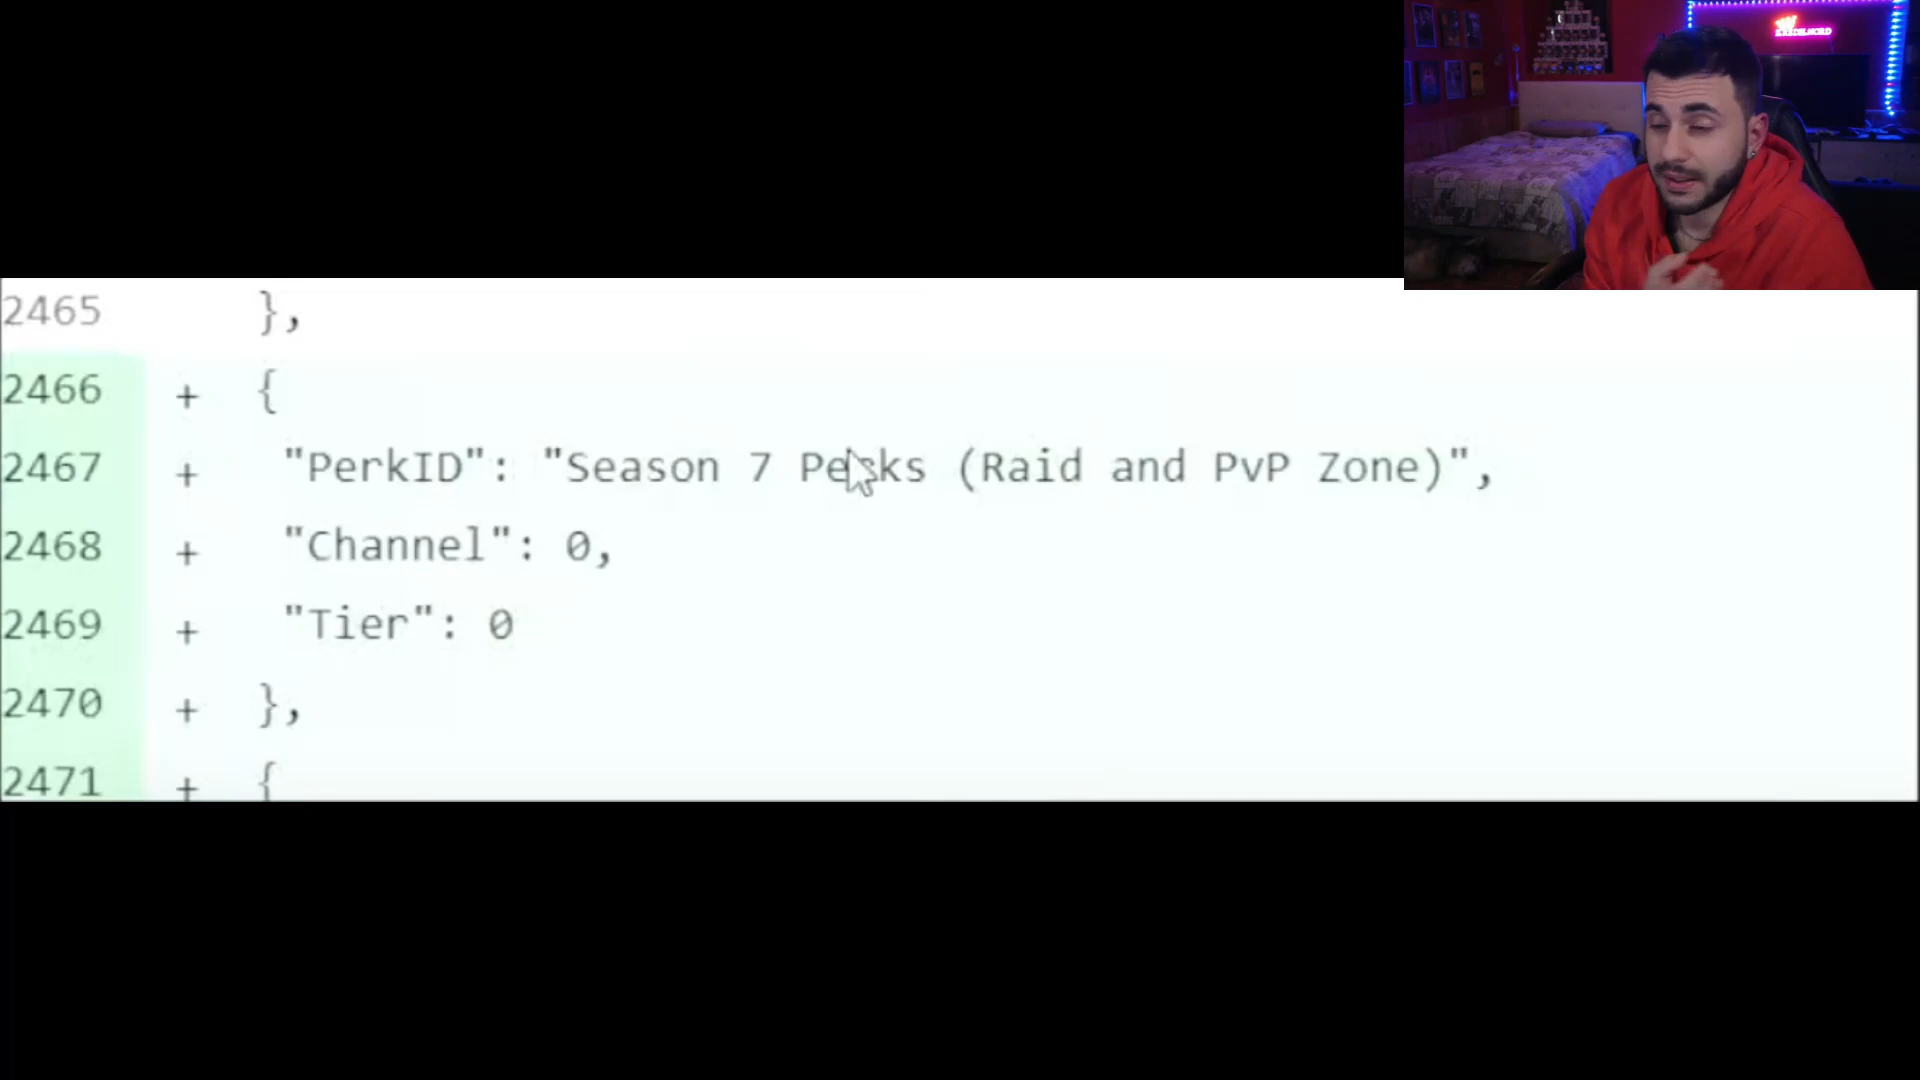 2465 },
2466 + {
2467 + "PerkID": "Season 7 Perks (Raid and PvP Zone)",
2468 + "Channel": 0,
2469 + "Tier": 0
2470 + },
2471 + {